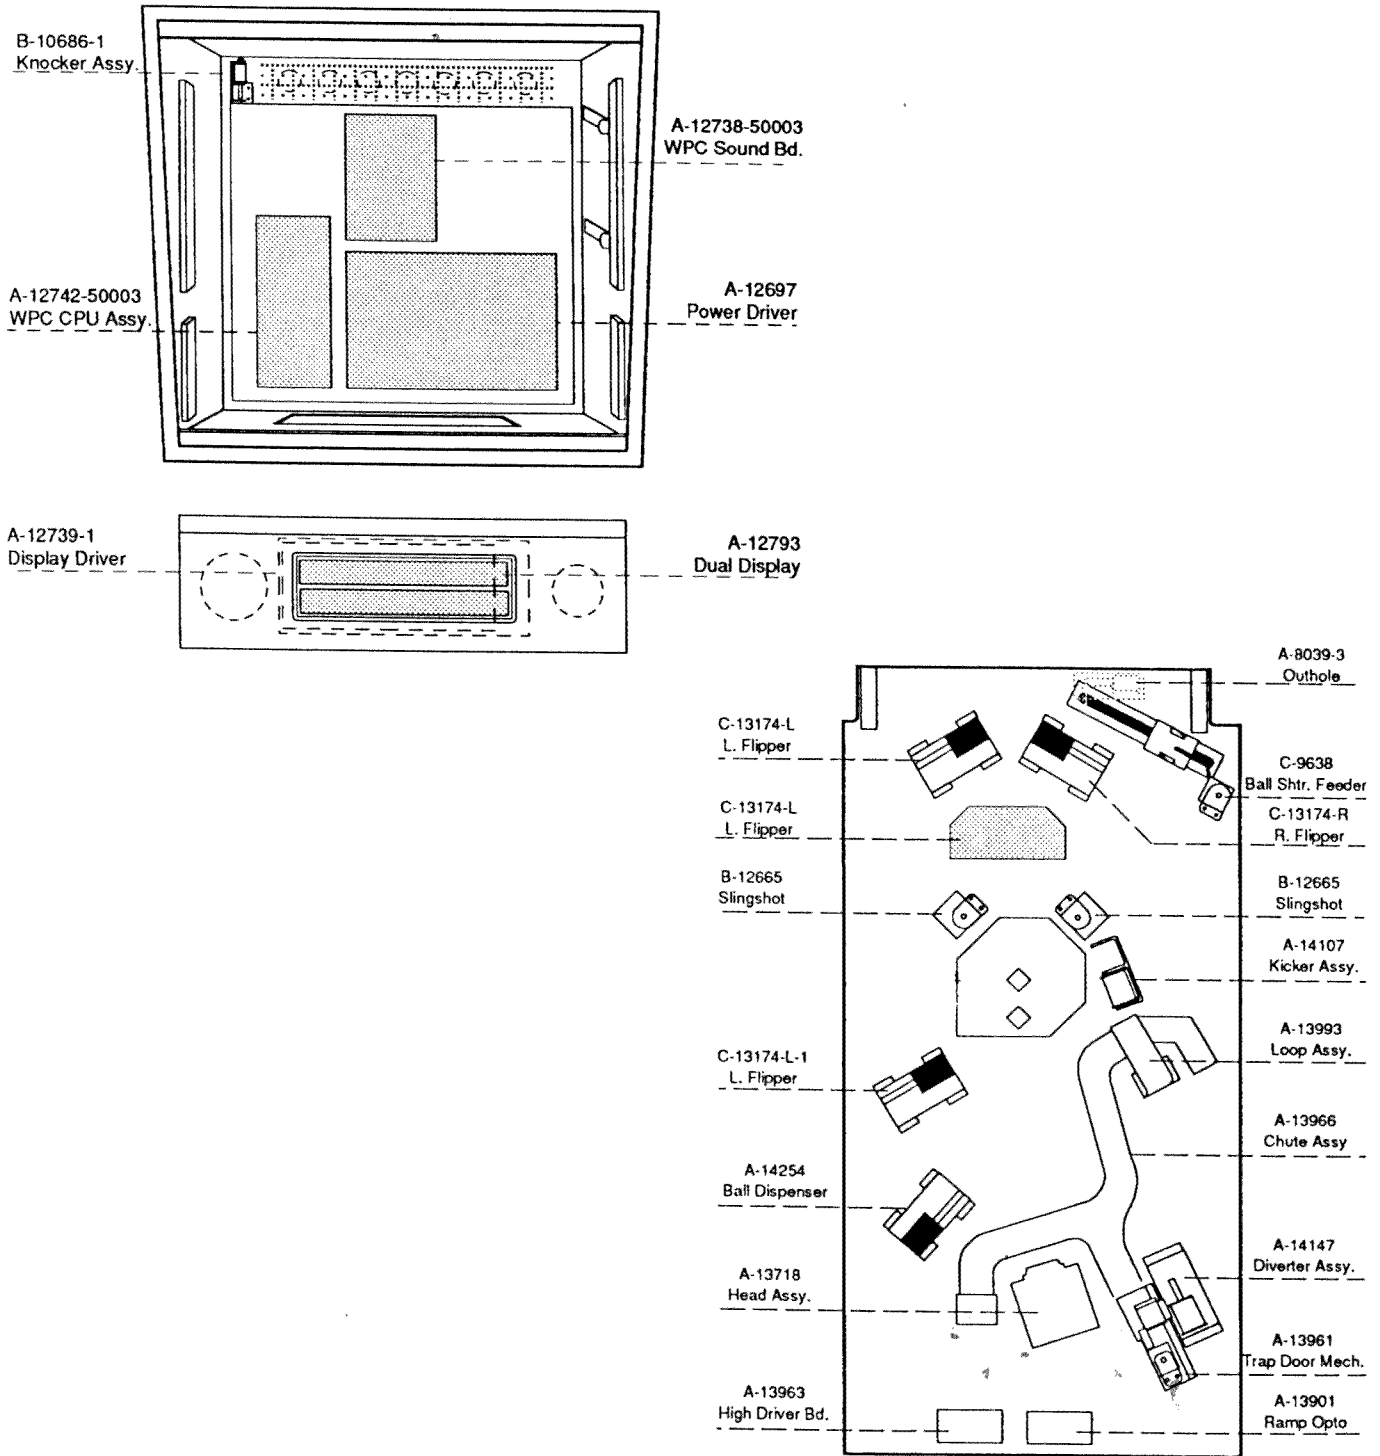 B-10686-1
Knocker Assy.
A-12738-50003
WPC Sound Bd.
A-12742-50003
WPC CPU Assy.
A-12697
Power Driver
A-12739-1
Display Driver
A-12793
Dual Display
A-8039-3
Outhole
C-13174-L
L. Flipper
C-9638
Ball Shtr. Feeder
C-13174-L
L. Flipper
C-13174-R
R. Flipper
B-12665
Slingshot
B-12665
Slingshot
A-14107
Kicker Assy.
A-13993
Loop Assy.
C-13174-L-1
L. Flipper
A-13966
Chute Assy
A-14254
Ball Dispenser
A-14147
Diverter Assy.
A-13718
Head Assy.
A-13961
Trap Door Mech.
A-13963
High Driver Bd.
A-13901
Ramp Opto